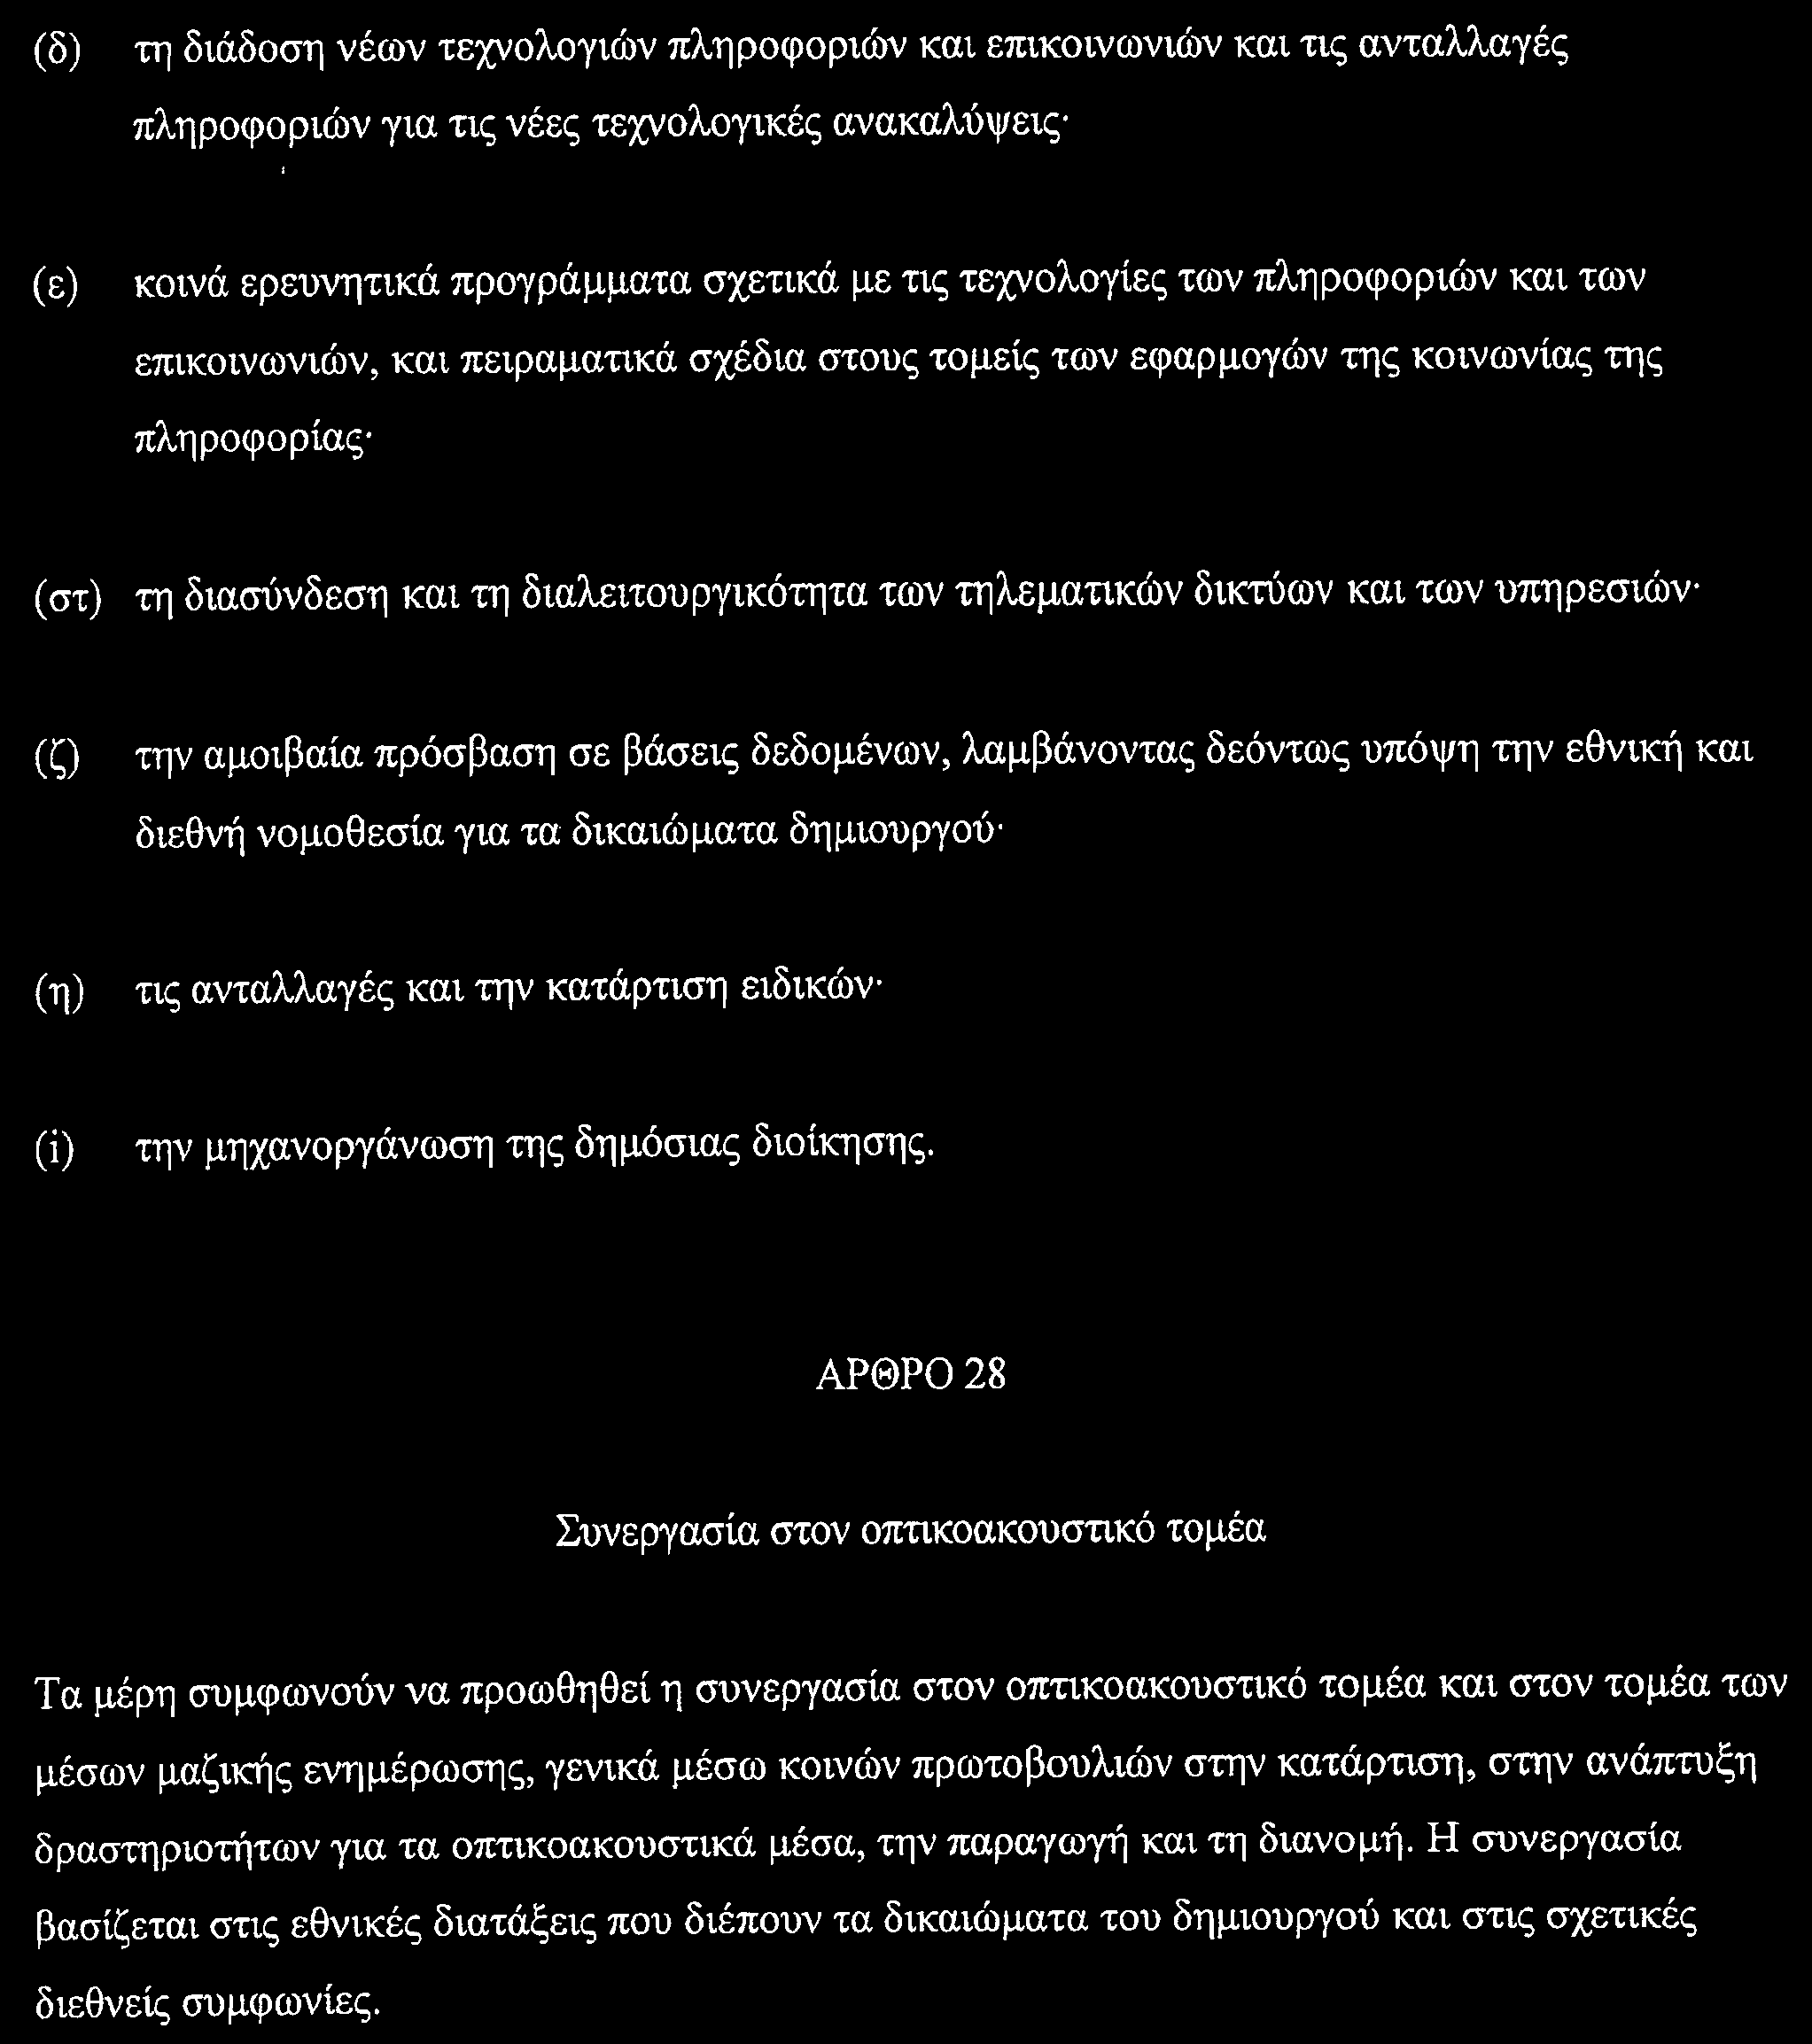 (δ) τη διάδοση νέων τεχνολογιών πληροφοριών και επικοινωνιών και τις ανταλλαγές
πληροφοριών για τις νέες τεχνολογικές ανακαλύψεις·
(ε) κοινά ερευνητικά προγράμματα σχετικά με τις τεχνολογίες των πληροφοριών και των
επικοινωνιών, και πειραματικά σχέδια στους τομείς των εφαρμογών της κοινωνίας της
πληροφορίας·
(στ) τη διασύνδεση και τη διαλειτουργικότητα των τηλεματικών δικτύων και των υπηρεσιών·
(ζ) την αμοιβαία πρόσβαση σε βάσεις δεδομένων, λαμβάνοντας δεόντως υπόψη την εθνική και
διεθνή νομοθεσία για τα δικαιώματα δημιουργού·
(η) τις ανταλλαγές και την κατάρτιση ειδικών·
(i) την μηχανοργάνωση της δημόσιας διοίκησης.
ΑΡΘΡΟ 28
Συνεργασία στον οπτικοακουστικό τομέα
Τα μέρη συμφωνούν να προωθηθεί η συνεργασία στον οπτικοακουστικό τομέα και στον τομέα των
μέσων μαζικής ενημέρωσης, γενικά μέσω κοινών πρωτοβουλιών στην κατάρτιση, στην ανάπτυξη
δραστηριοτήτων για τα οπτικοακουστικά μέσα, την παραγωγή και τη διανομή. Η συνεργασία
βασίζεται στις εθνικές διατάξεις που διέπουν τα δικαιώματα του δημιουργού και στις σχετικές
διεθνείς συμφωνίες.